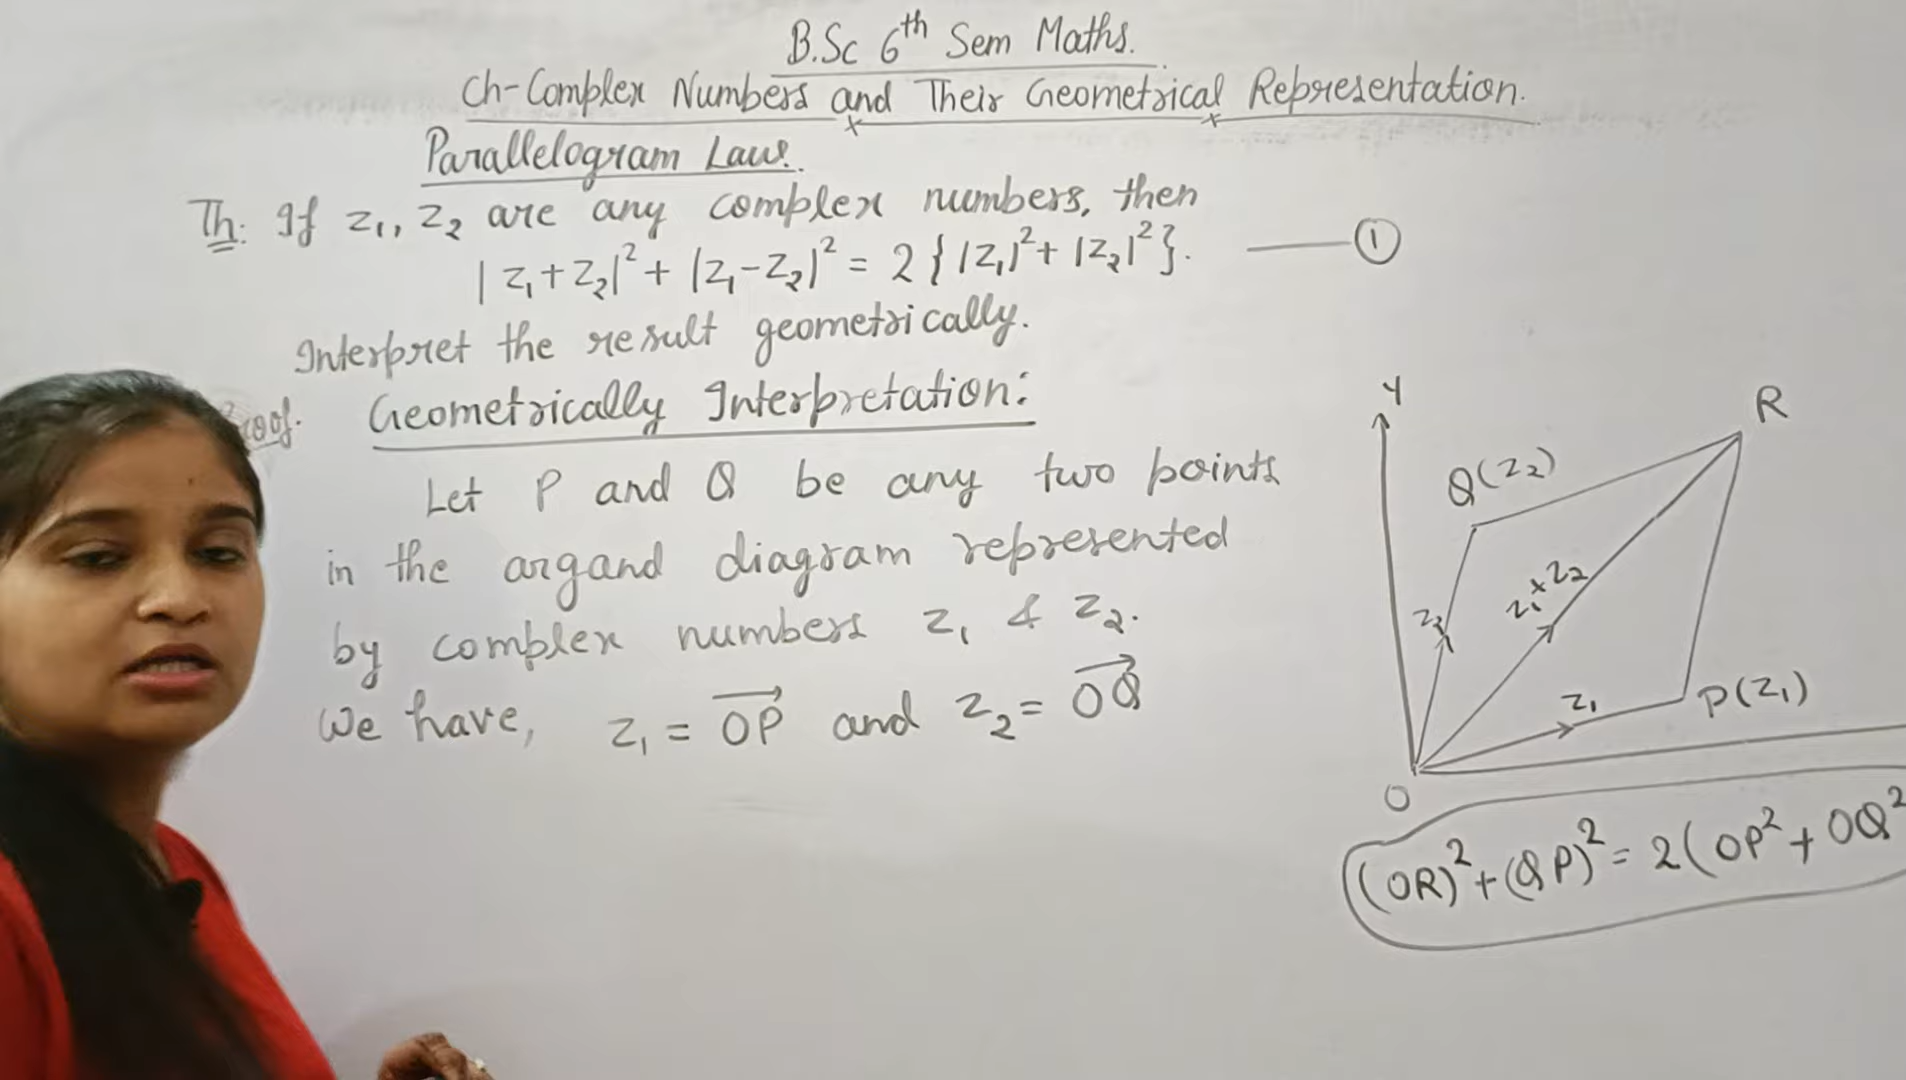 B.Sc 6th Sem Maths.
Ch-Complex Numbers and Their Geometrical Representation.
Parallelogram Law.
Th: If z₁, z₂ are any complex numbers, then
|z₁+z₂|² + |z₁-z₂|² = 2{|z₁|²+ |z₂|²}. —— ①
Interpret the result geometrically.
Geometrically Interpretation:
Let P and Q be any two points
in the argand diagram represented
by complex numbers z₁ & z₂.
We have, z₁ = \overrightarrow{OP} and z₂ = \overrightarrow{OQ}
Y
R
Q(z₂)
z₁+z₂
z₂
z₁
P(z₁)
O
(OR)²+(QP)² = 2(OP²+ OQ²